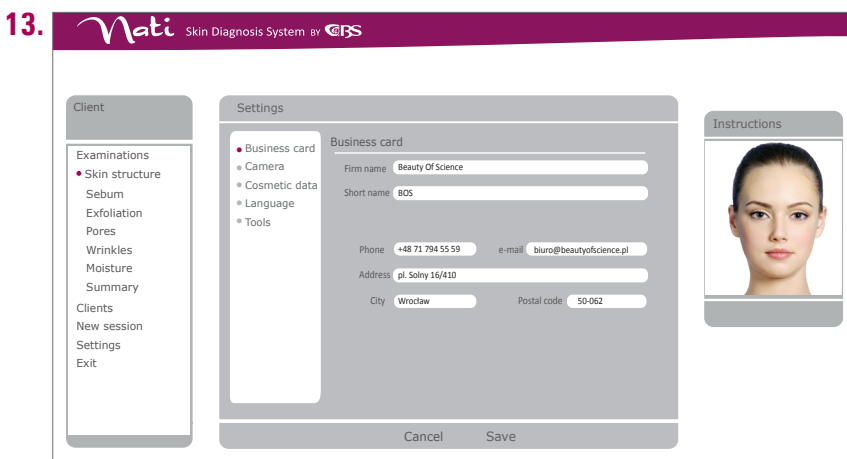 13.
Nati Skin Diagnosis System BY CBS
Client
Examinations
Skin structure
Sebum
Exfoliation
Pores
Wrinkles
Moisture
Summary
Clients
New session
Settings
Exit
Settings
Business card
Camera
Cosmetic data
Language
Tools
Business card
Firm name Beauty Of Science
Short name BOS
Phone +48 71 794 55 59 e-mail biuro@beautyofscience.pl
Address pl. Solny 16/410
City Wrocław Postal code 50-062
Cancel Save
Instructions